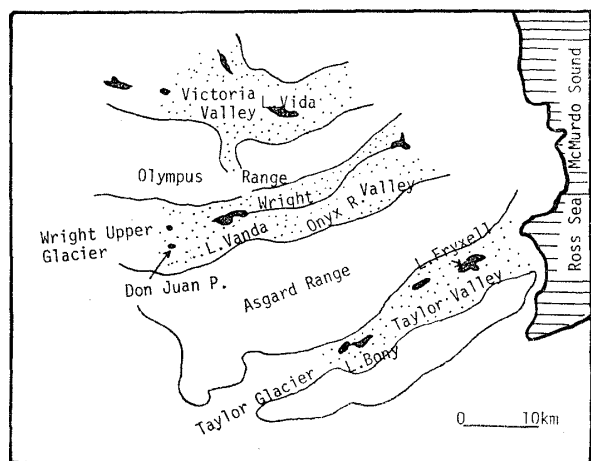 Victoria
Valley
L.Vida
McMurdo Sound
Ross Sea
Olympus Range
Wright Valley
Onyx R.
Wright Upper
Glacier
L.Vanda
Don Juan P.
L.Fryxell
Asgard Range
Taylor Valley
L.Bony
Taylor Glacier
0 10km